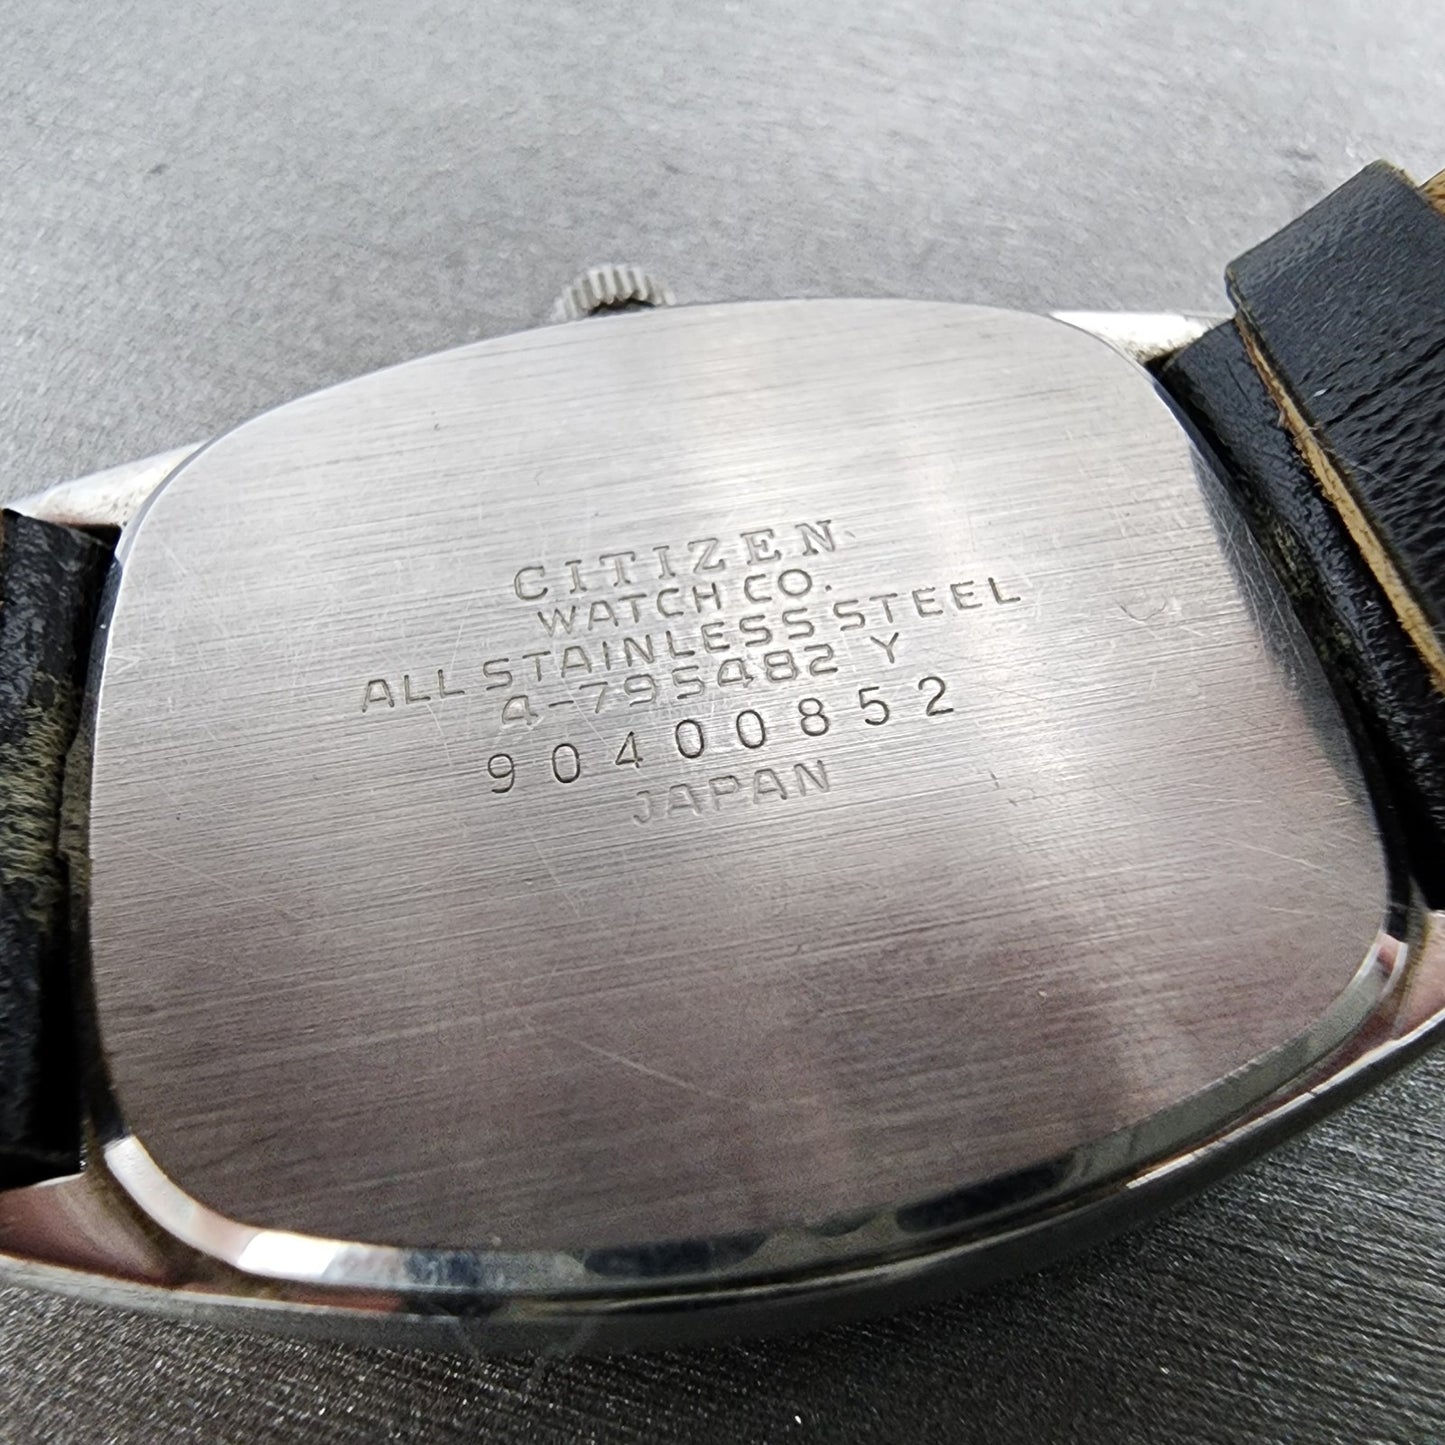 CITIZEN
WATCH CO.
ALL STAINLESS STEEL
4-795482 Y
90400852
JAPAN